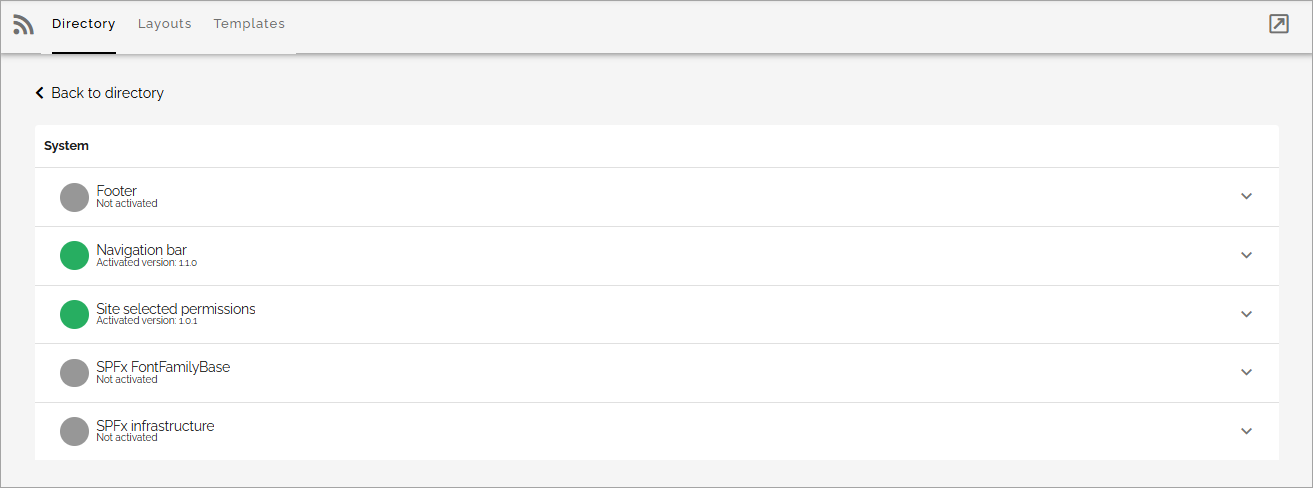 Directory Layouts Templates
Back to directory
System
Footer
Not activated
Navigation bar
Activated version: 1.1.0
Site selected permissions
Activated version: 1.0.1
SPFx FontFamilyBase
Not activated
SPFx infrastructure
Not activated